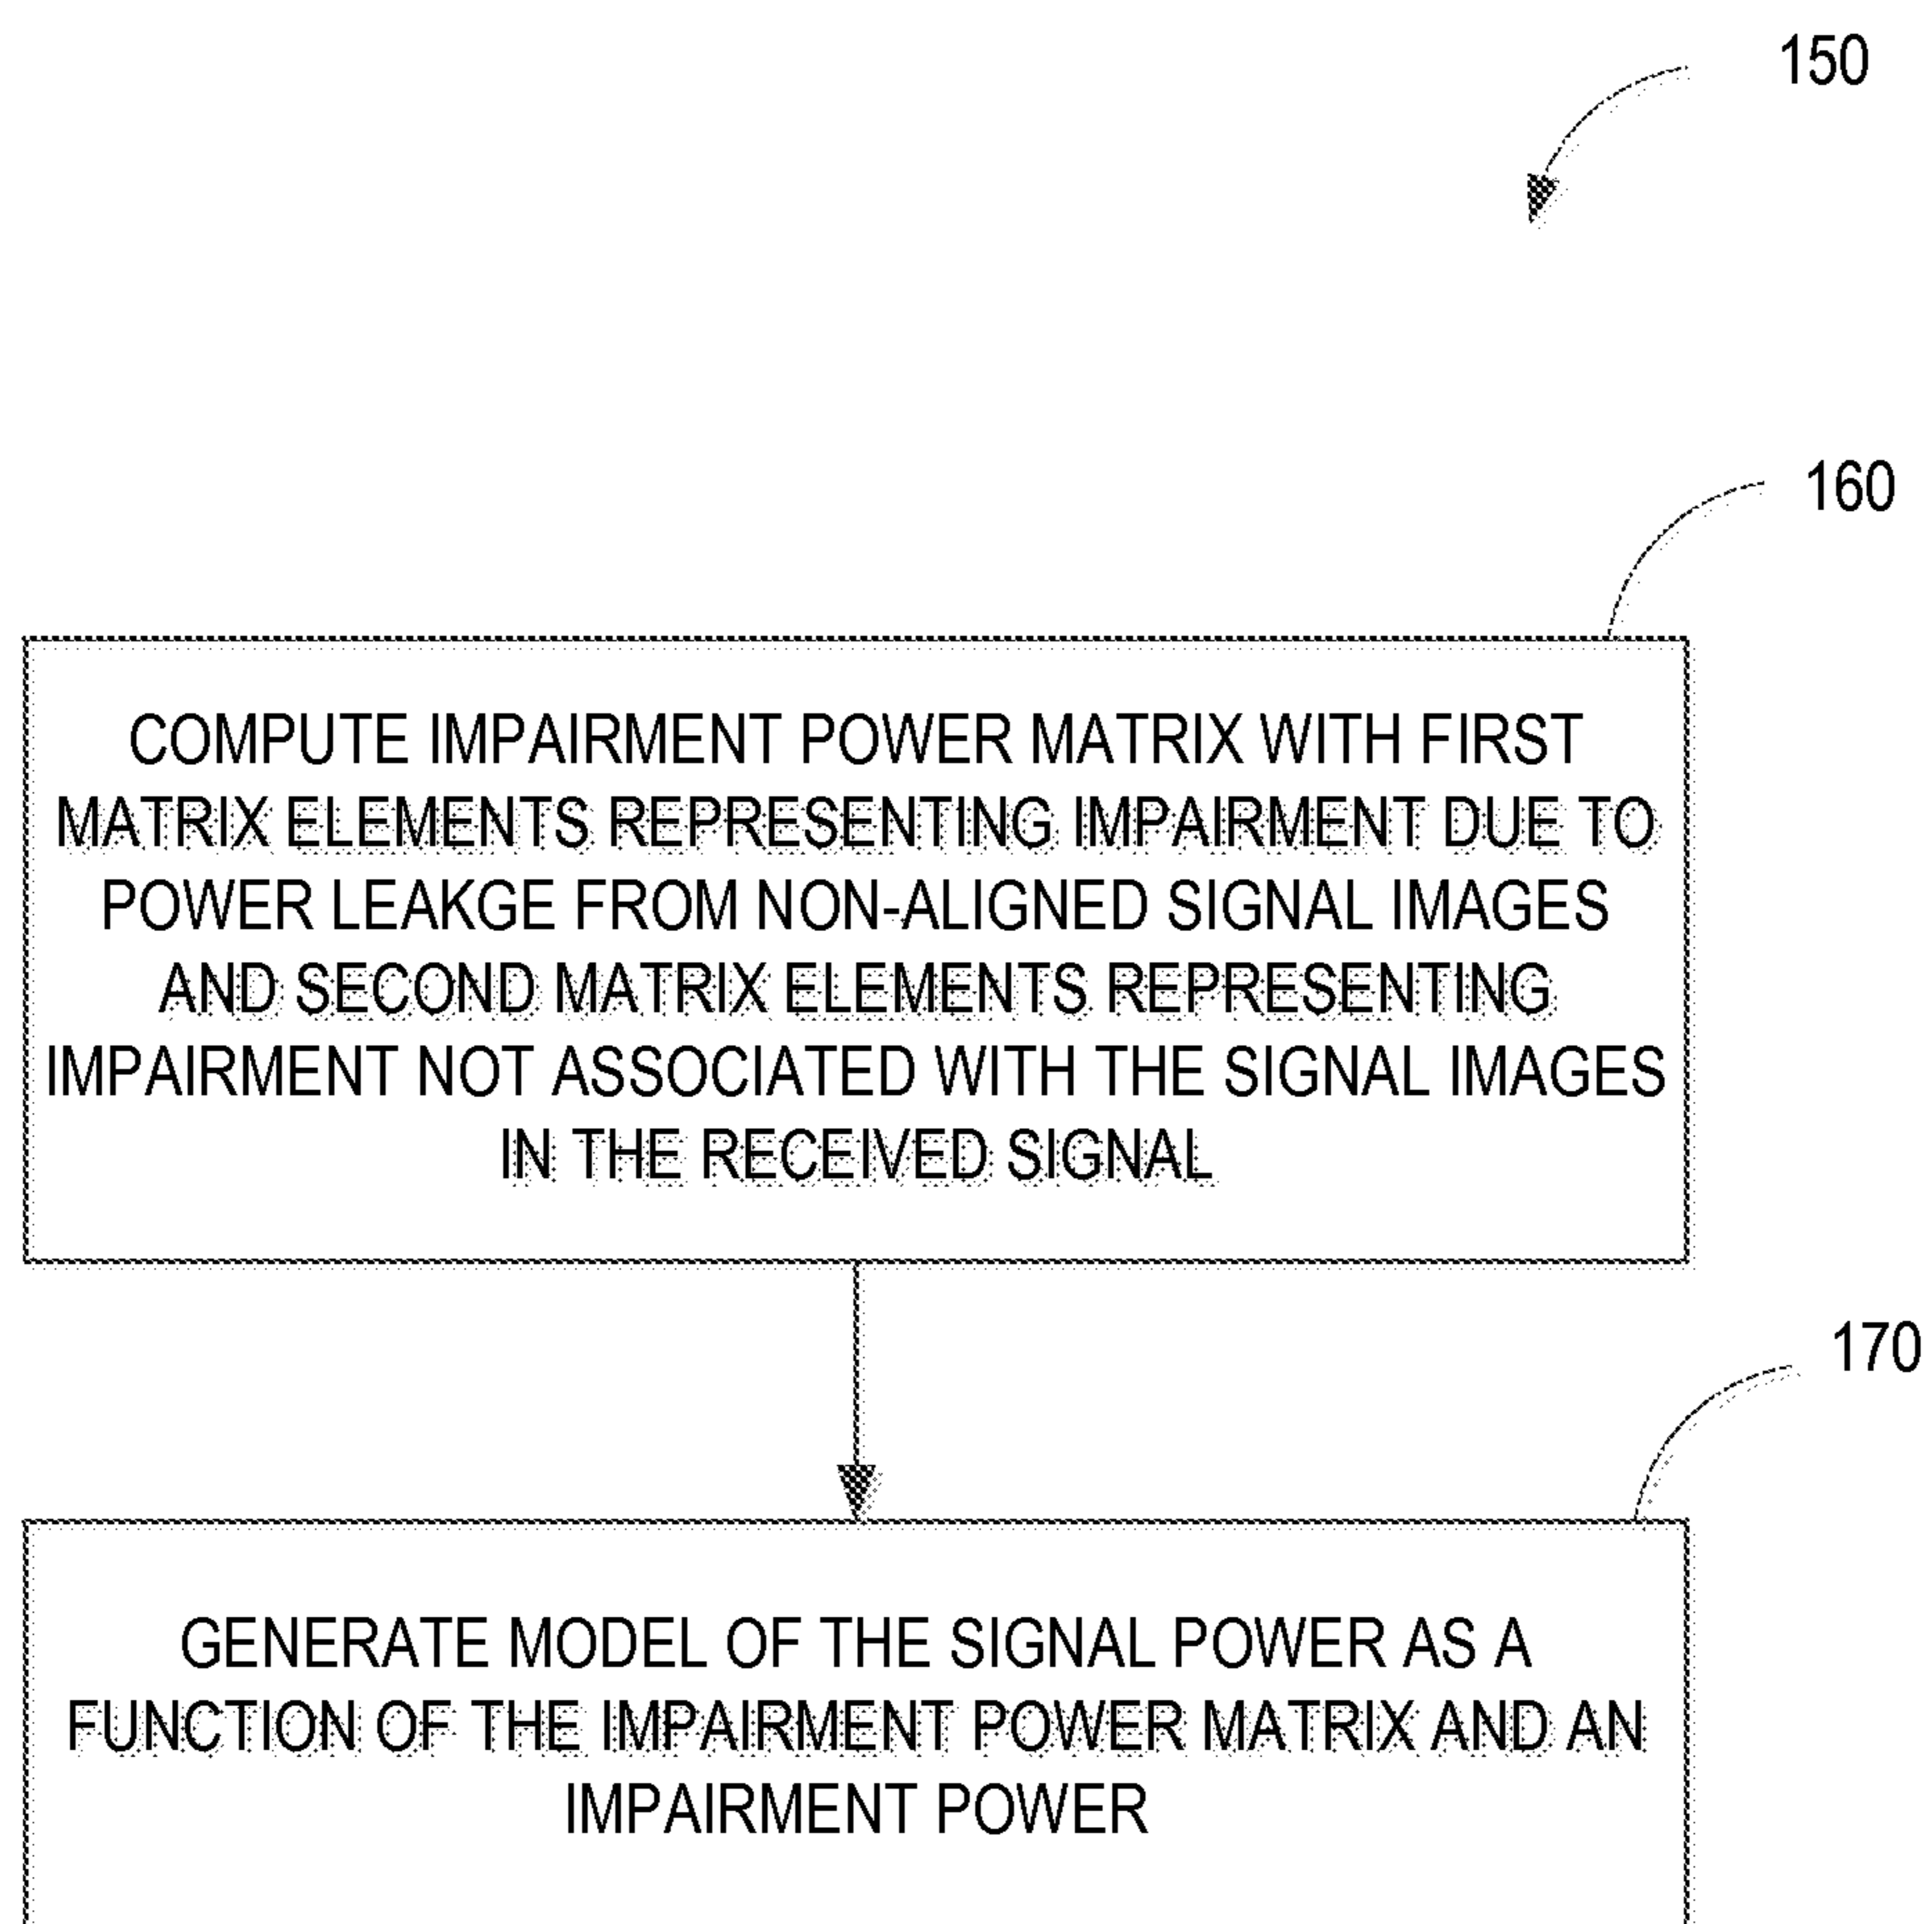 150
160
COMPUTE IMPAIRMENT POWER MATRIX WITH FIRST
MATRIX ELEMENTS REPRESENTING IMPAIRMENT DUE TO
POWER LEAKGE FROM NON-ALIGNED SIGNAL IMAGES
AND SECOND MATRIX ELEMENTS REPRESENTING
IMPAIRMENT NOT ASSOCIATED WITH THE SIGNAL IMAGES
IN THE RECEIVED SIGNAL
170
GENERATE MODEL OF THE SIGNAL POWER AS A
FUNCTION OF THE IMPAIRMENT POWER MATRIX AND AN
IMPAIRMENT POWER